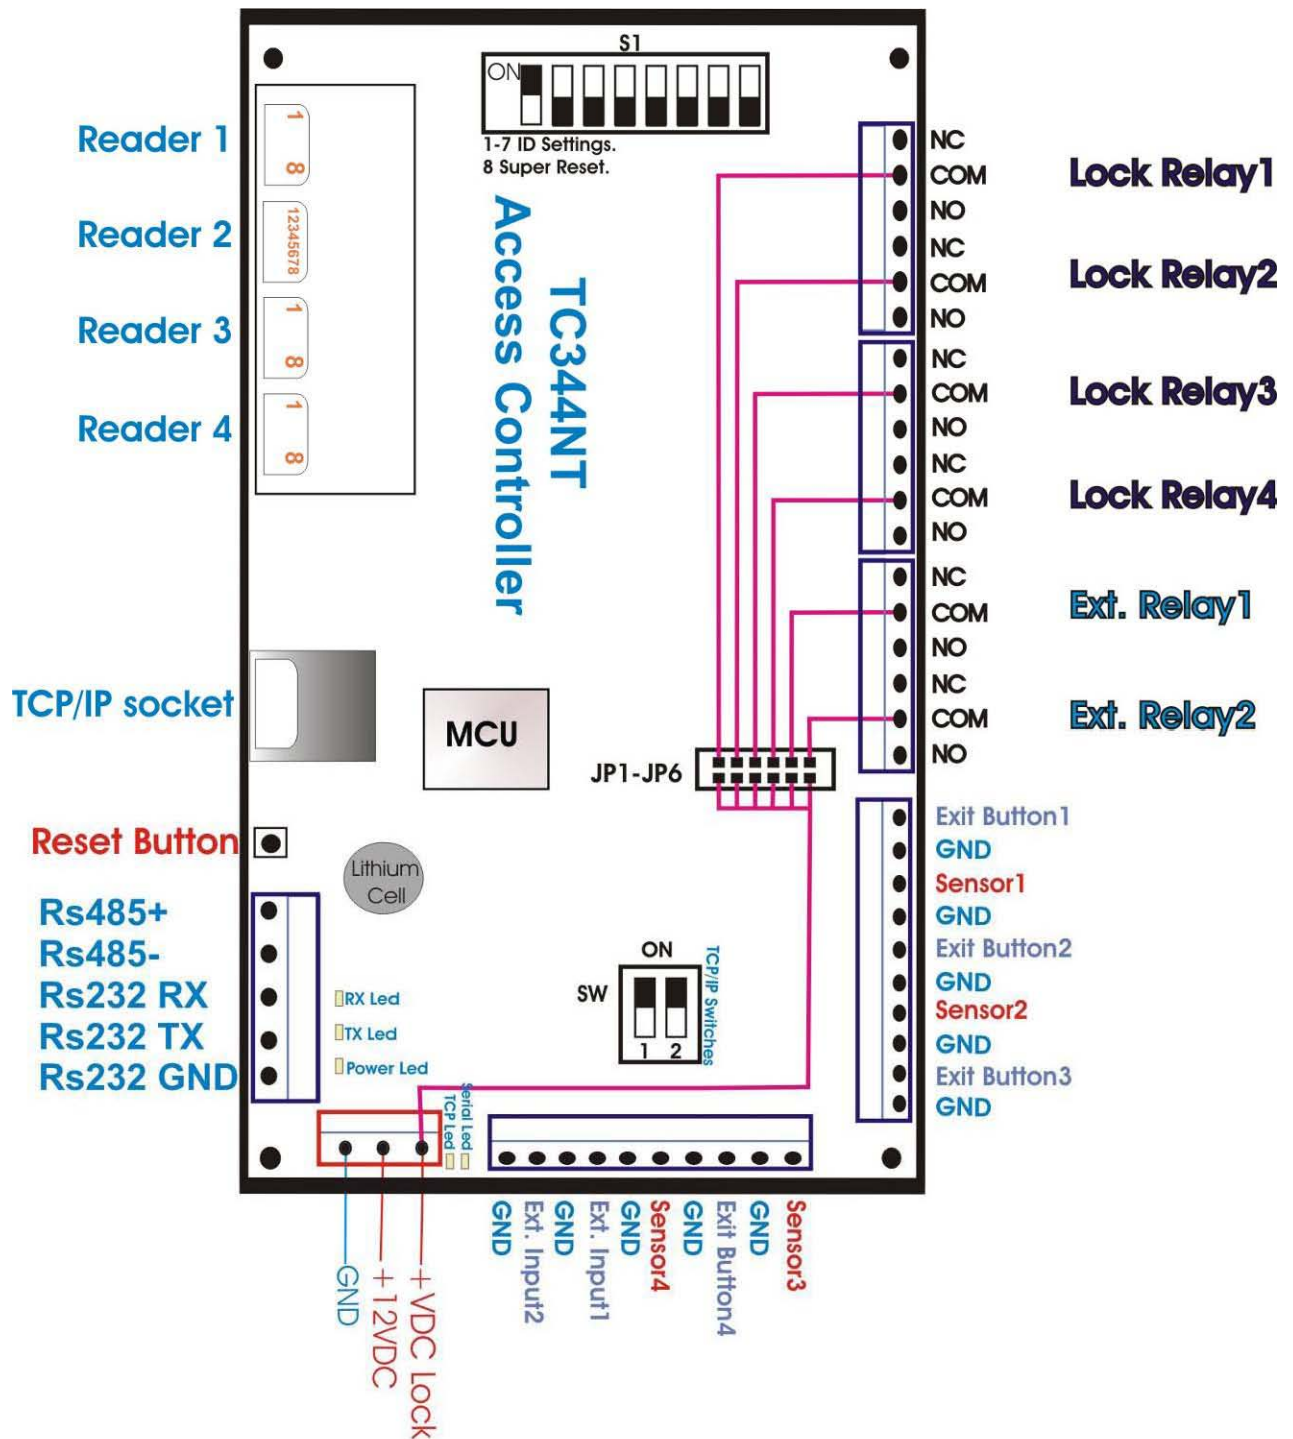 S1
ON
1-7 ID Settings.
8 Super Reset.
Reader 1
1
8
Reader 2
12345678
Reader 3
1
8
Reader 4
1
8
TC344NT
Access Controller
NC
COM
NO
Lock Relay1
NC
COM
NO
Lock Relay2
NC
COM
NO
Lock Relay3
NC
COM
NO
Lock Relay4
NC
COM
NO
Ext. Relay1
NC
COM
NO
Ext. Relay2
TCP/IP socket
MCU
JP1-JP6
Reset Button
Lithium
Cell
Exit Button1
GND
Sensor1
GND
Exit Button2
GND
Sensor2
GND
Exit Button3
GND
Rs485+
Rs485-
Rs232 RX
Rs232 TX
Rs232 GND
RX Led
TX Led
Power Led
Serial Led
TCP Led
ON
SW
1 2
TCP/IP Switches
GND
+12VDC
+VDC Lock
GND
Ext. Input2
GND
Ext. Input1
GND
Sensor4
GND
Exit Button4
GND
Sensor3